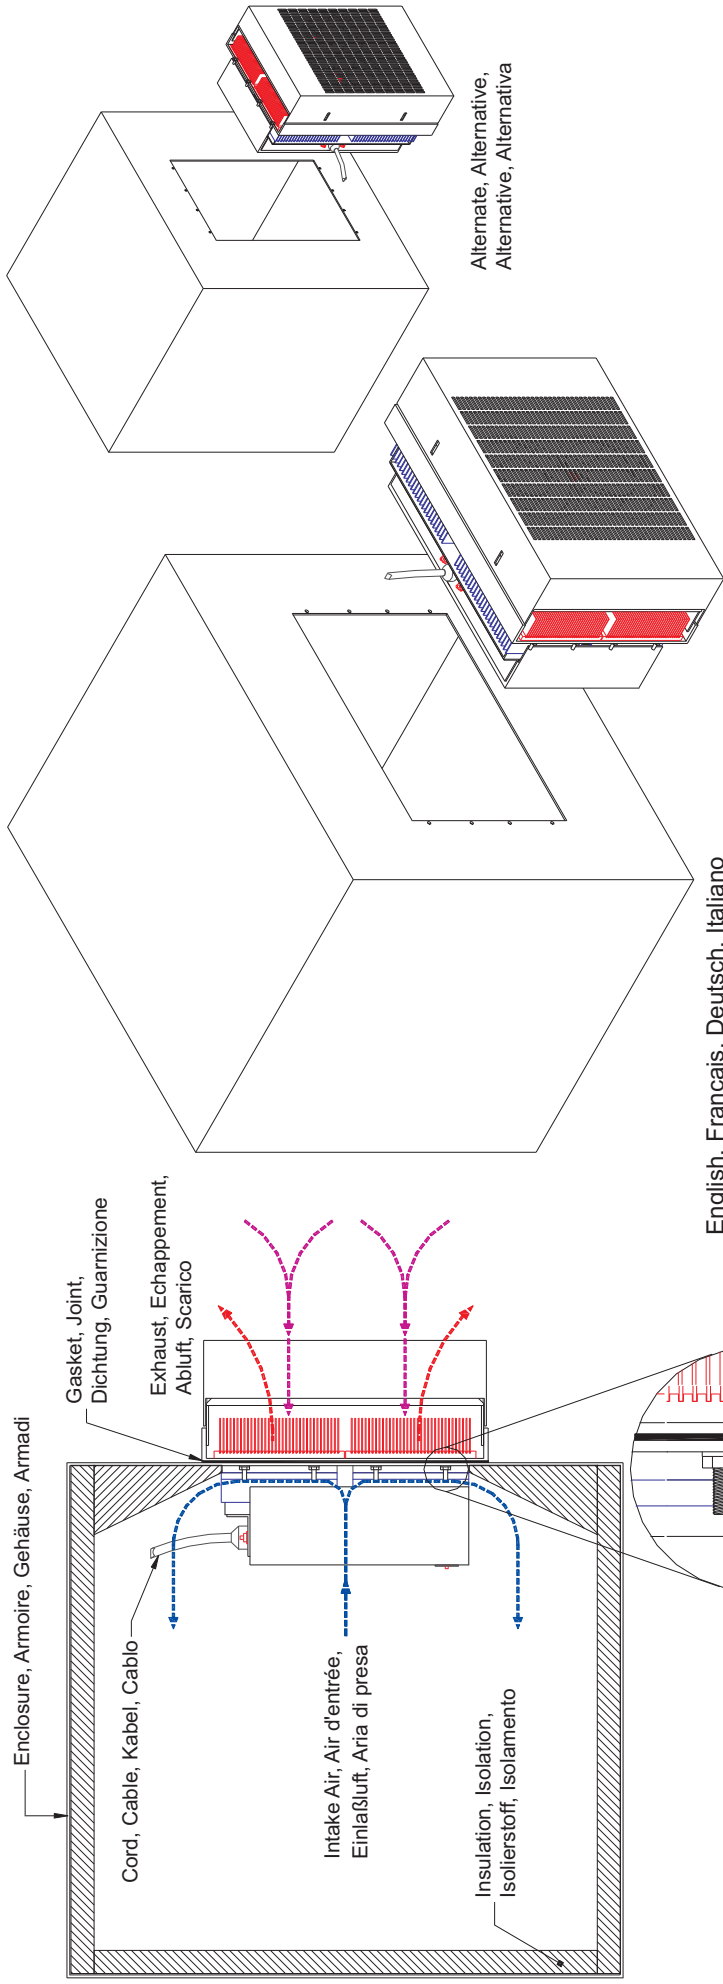 Enclosure, Armoire, Gehäuse, Armadi
Gasket, Joint,
Dichtung, Guarnizione
Cord, Cable, Kabel, Cablo
Exhaust, Echappement,
Abluft, Scarico
Intake Air, Air d'entrée,
Einlaßluft, Aria di presa
Insulation, Isolation,
Isolierstoff, Isolamento
Alternate, Alternative,
Alternative, Alternativa
English, Français, Deutsch, Italiano